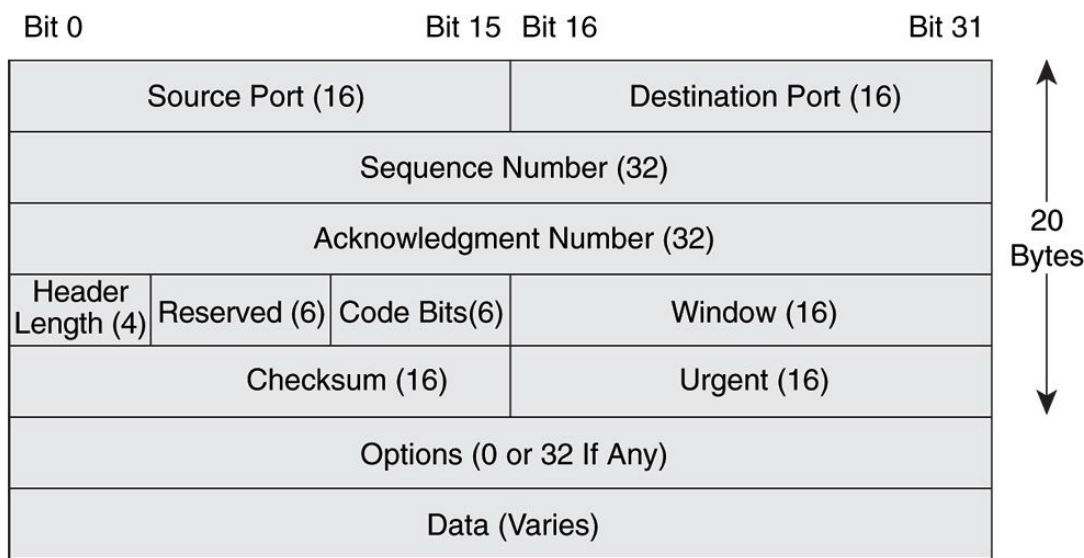 Bit 0 Bit 15 Bit 16 Bit 31
Source Port (16) Destination Port (16)
Sequence Number (32)
Acknowledgment Number (32)
20
Bytes
Header
Length (4) Reserved (6) Code Bits(6) Window (16)
Checksum (16) Urgent (16)
Options (0 or 32 If Any)
Data (Varies)